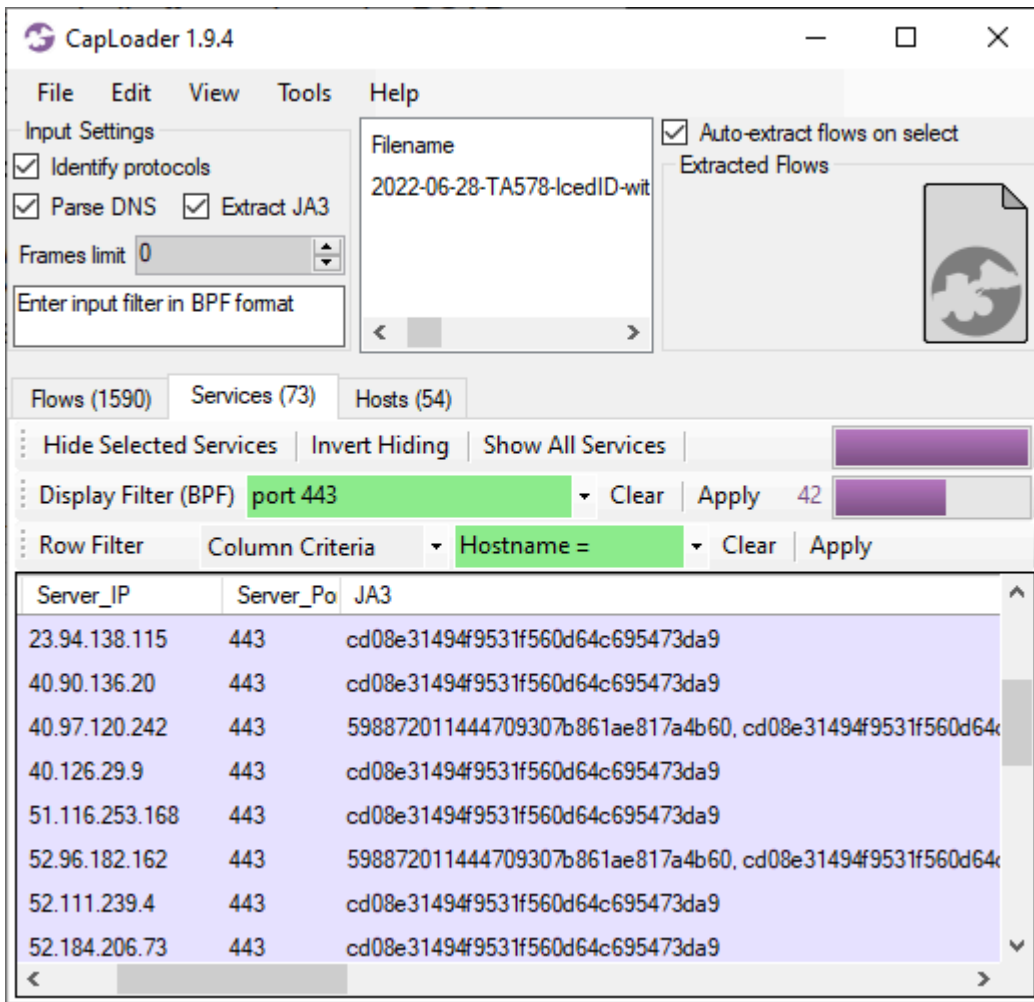 CapLoader 1.9.4
File Edit View Tools Help
Input Settings
Identify protocols
Parse DNS Extract JA3
Frames limit 0
Enter input filter in BPF format
Filename
2022-06-28-TA578-IcedID-wit
Auto-extract flows on select
Extracted Flows
Flows (1590) Services (73) Hosts (54)
Hide Selected Services Invert Hiding Show All Services
Display Filter (BPF) port 443 Clear Apply 42
Row Filter Column Criteria Hostname = Clear Apply
Server_IP Server_Po JA3
23.94.138.115 443 cd08e31494f9531f560d64c695473da9
40.90.136.20 443 cd08e31494f9531f560d64c695473da9
40.97.120.242 443 598872011444709307b861ae817a4b60, cd08e31494f9531f560d64c
40.126.29.9 443 cd08e31494f9531f560d64c695473da9
51.116.253.168 443 cd08e31494f9531f560d64c695473da9
52.96.182.162 443 598872011444709307b861ae817a4b60, cd08e31494f9531f560d64c
52.111.239.4 443 cd08e31494f9531f560d64c695473da9
52.184.206.73 443 cd08e31494f9531f560d64c695473da9